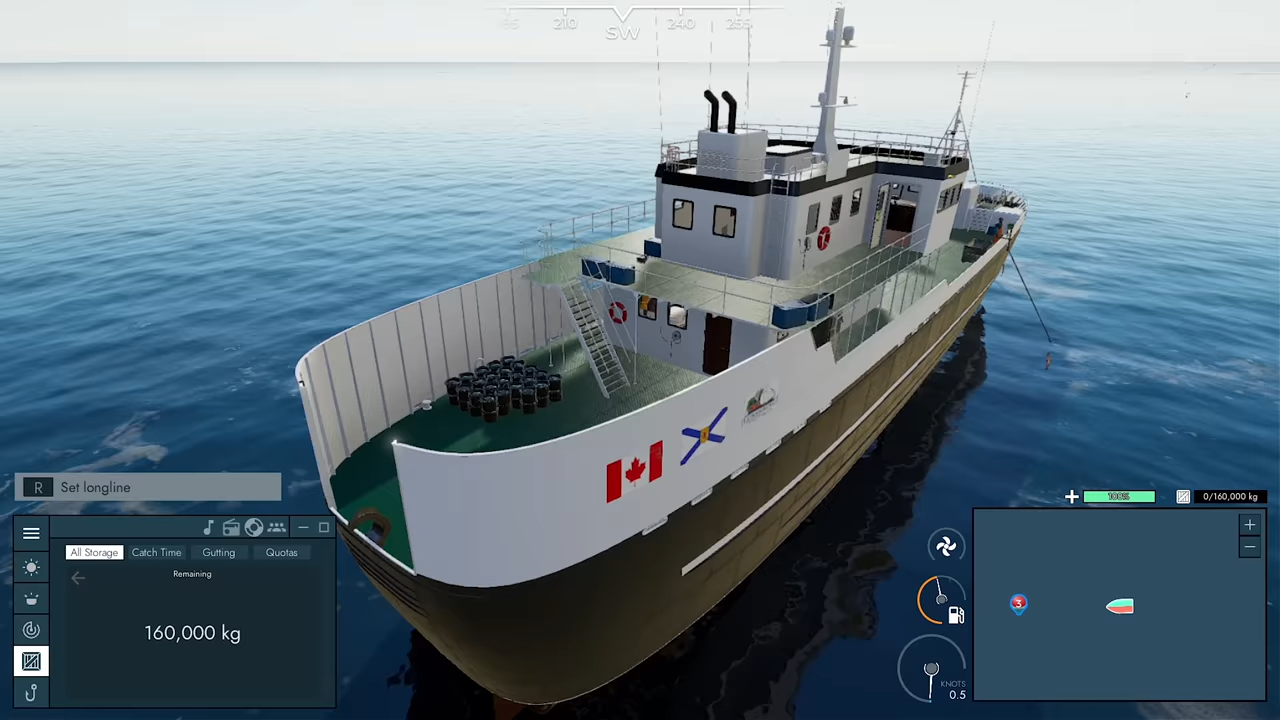 210 SW 240 255
R Set longline
100%
0/160,000 kg
All Storage Catch Time Gutting Quotas
Remaining
160,000 kg
3
KNOTS
0.5